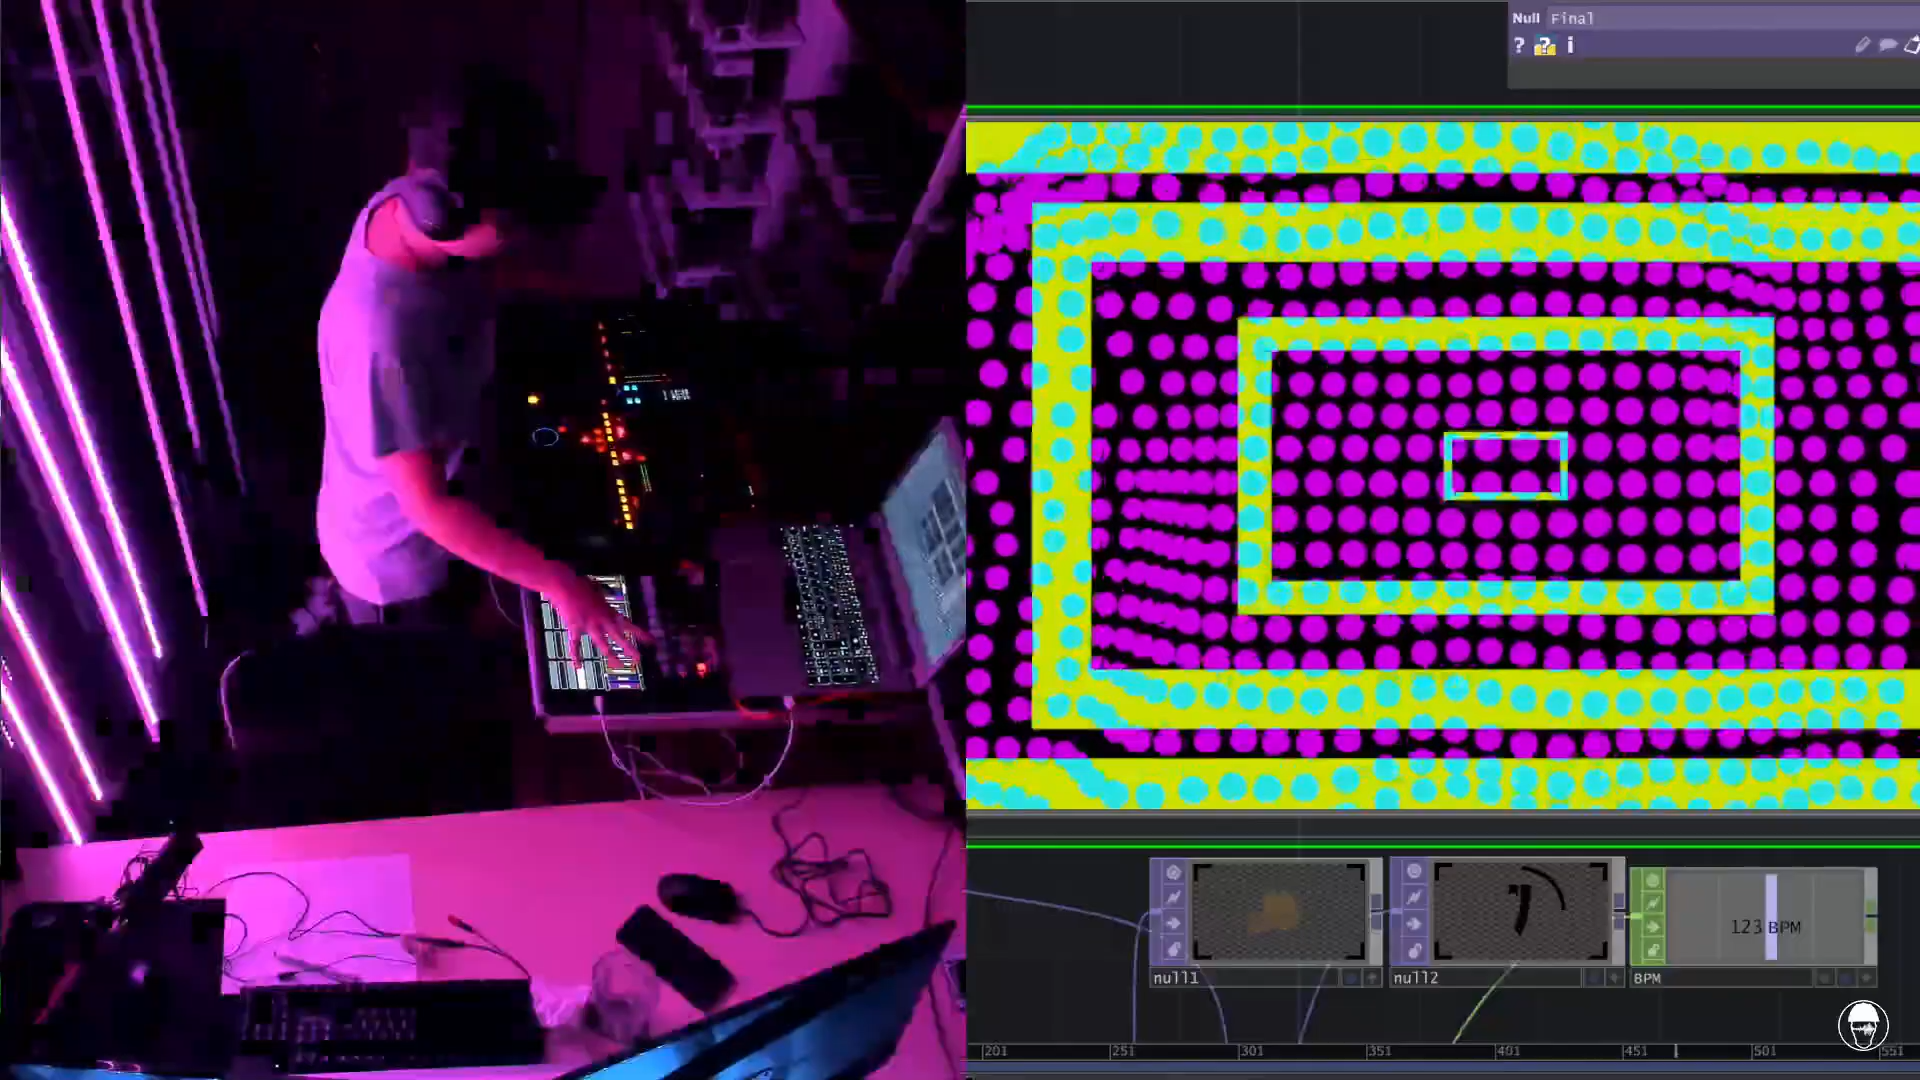 Null Final
? ? i
123 BPM
null1
null2
BPM
201 251 301 351 401 451 501 551